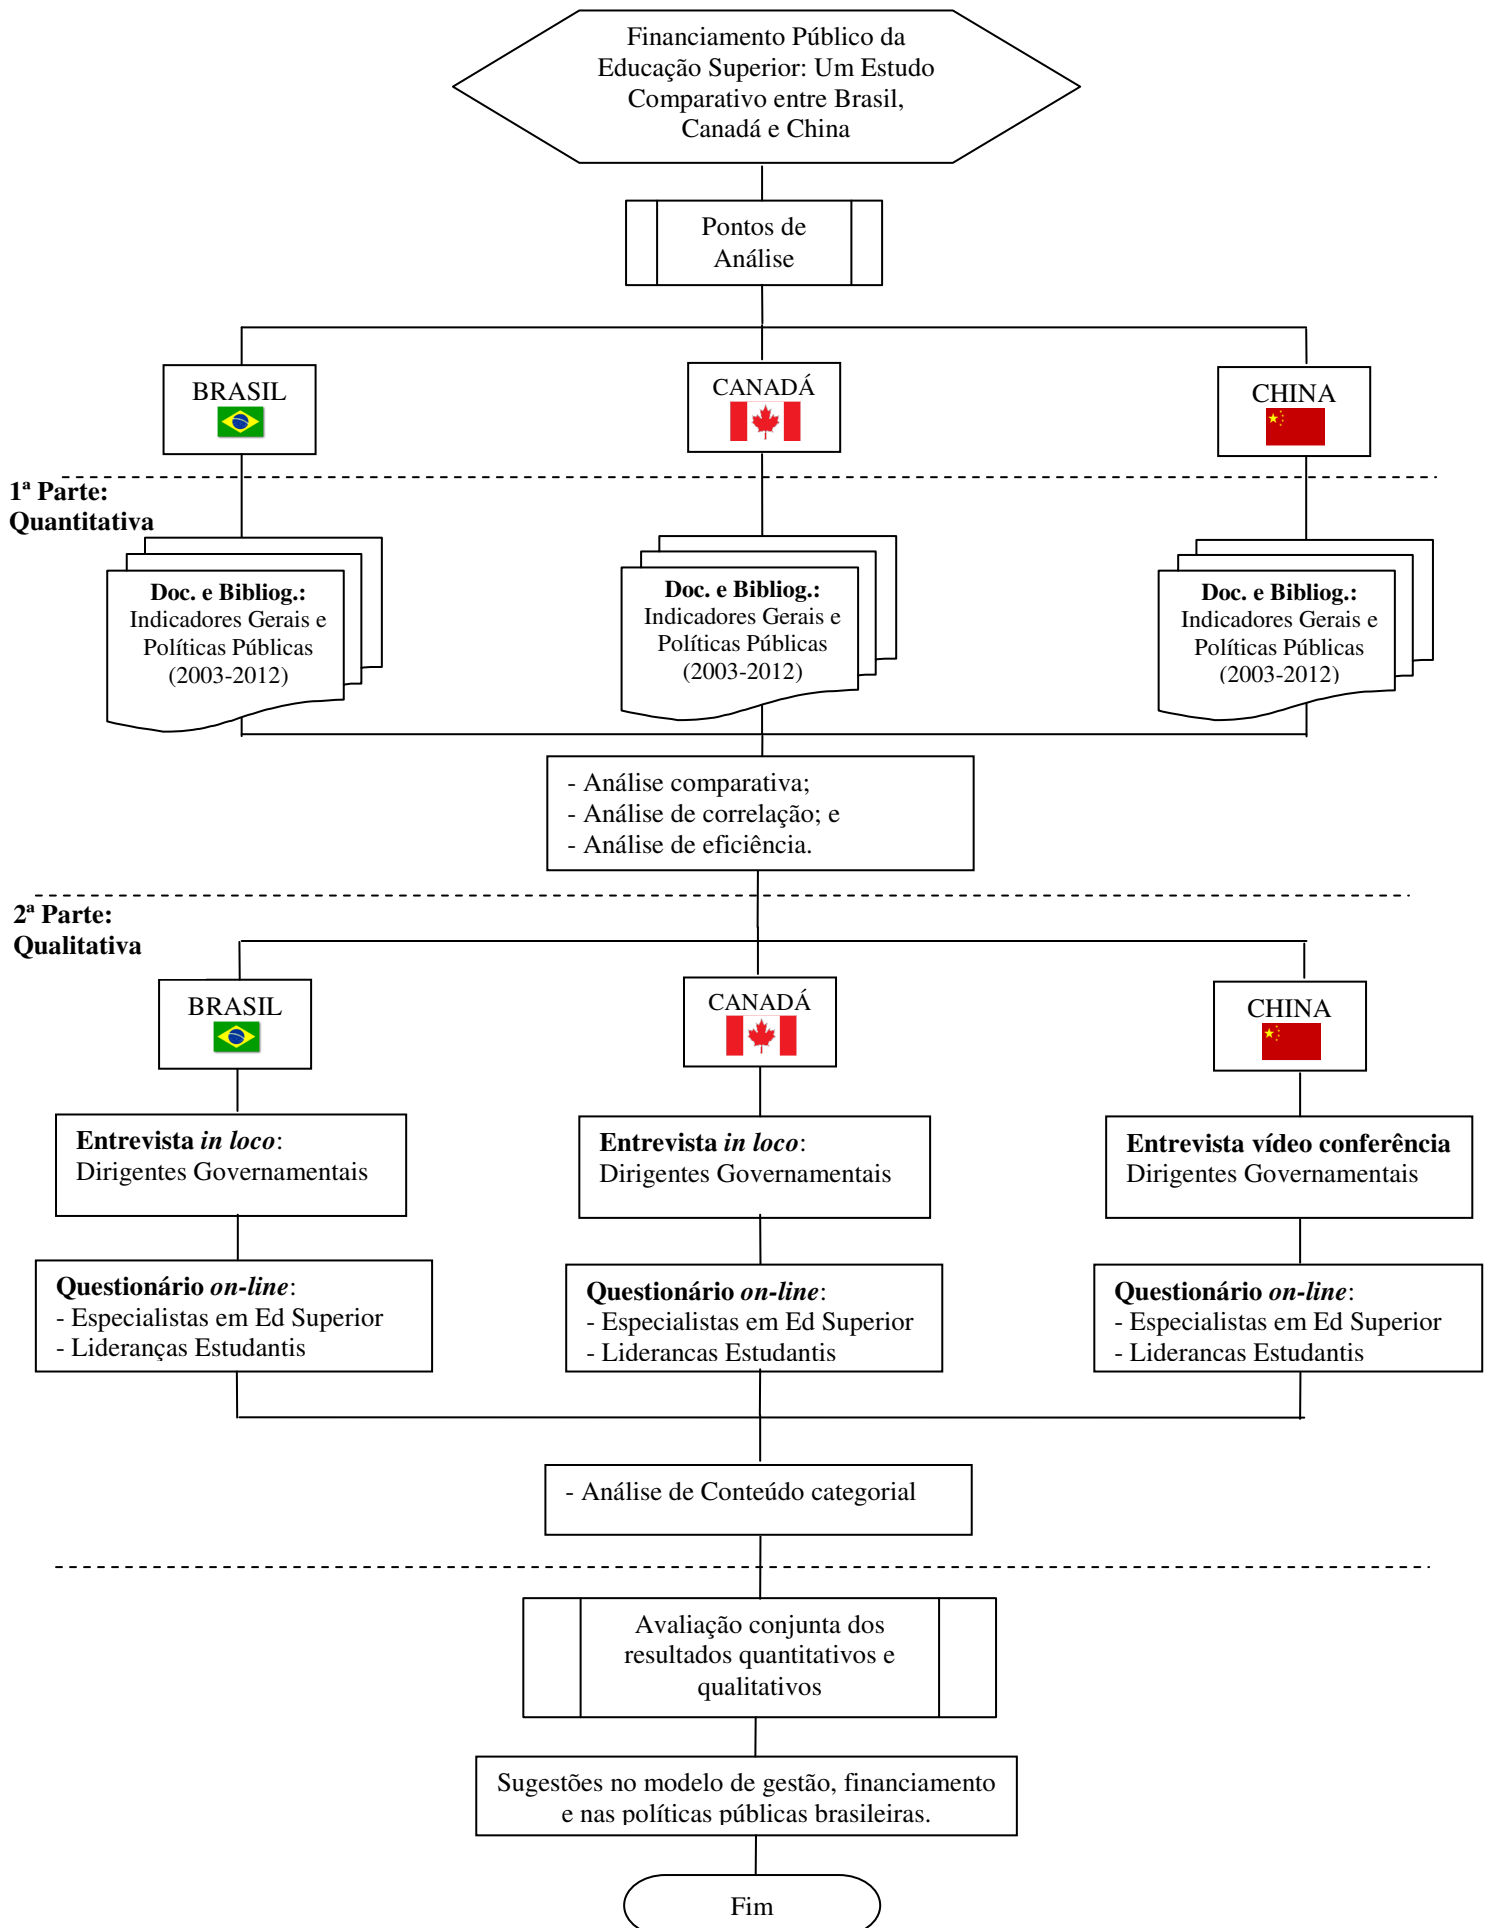 Financiamento Público da
Educação Superior: Um Estudo
Comparativo entre Brasil,
Canadá e China
Pontos de
Análise
BRASIL
CANADÁ
CHINA
1ª Parte:
Quantitativa
Doc. e Bibliog.:
Indicadores Gerais e
Políticas Públicas
(2003-2012)
Doc. e Bibliog.:
Indicadores Gerais e
Políticas Públicas
(2003-2012)
Doc. e Bibliog.:
Indicadores Gerais e
Políticas Públicas
(2003-2012)
- Análise comparativa;
- Análise de correlação; e
- Análise de eficiência.
2ª Parte:
Qualitativa
BRASIL
CANADÁ
CHINA
Entrevista in loco:
Dirigentes Governamentais
Entrevista in loco:
Dirigentes Governamentais
Entrevista vídeo conferência
Dirigentes Governamentais
Questionário on-line:
- Especialistas em Ed Superior
- Lideranças Estudantis
Questionário on-line:
- Especialistas em Ed Superior
- Liderancas Estudantis
Questionário on-line:
- Especialistas em Ed Superior
- Liderancas Estudantis
- Análise de Conteúdo categorial
Avaliação conjunta dos
resultados quantitativos e
qualitativos
Sugestões no modelo de gestão, financiamento
e nas políticas públicas brasileiras.
Fim